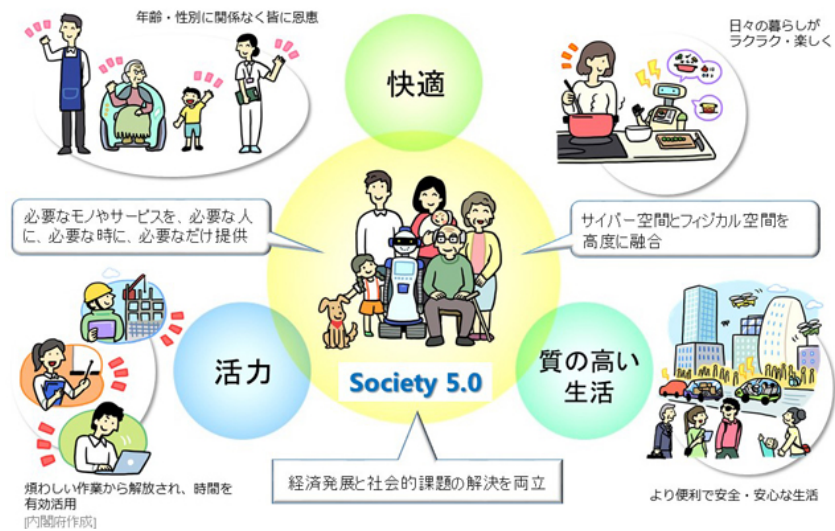 年齢・性別に関係なく皆に恩恵
日々の暮らしが
ラクラク・楽しく
快適
必要なモノやサービスを、必要な人
に、必要な時に、必要なだけ提供
サイバー空間とフィジカル空間を
高度に融合
活力
質の高い
生活
Society 5.0
経済発展と社会的課題の解決を両立
煩わしい作業から解放され、時間を
有効活用
[内閣府作成]
より便利で安全・安心な生活